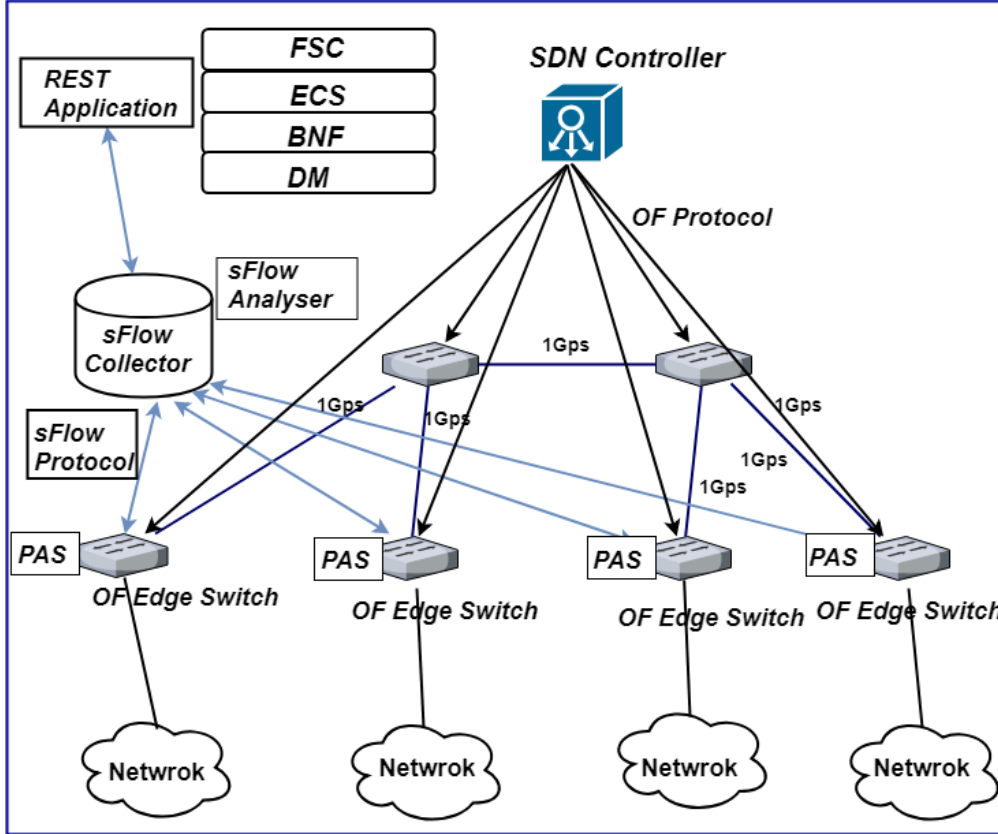 FSC
SDN Controller
REST
Application
ECS
BNF
DM
OF Protocol
sFlow
Analyser
sFlow
Collector
1Gps
1Gps
1Gps
1Gps
sFlow
Protocol
1Gps
1Gps
PAS
PAS
PAS
PAS
OF Edge Switch
OF Edge Switch
OF Edge Switch
OF Edge Switch
Netwrok
Netwrok
Netwrok
Netwrok